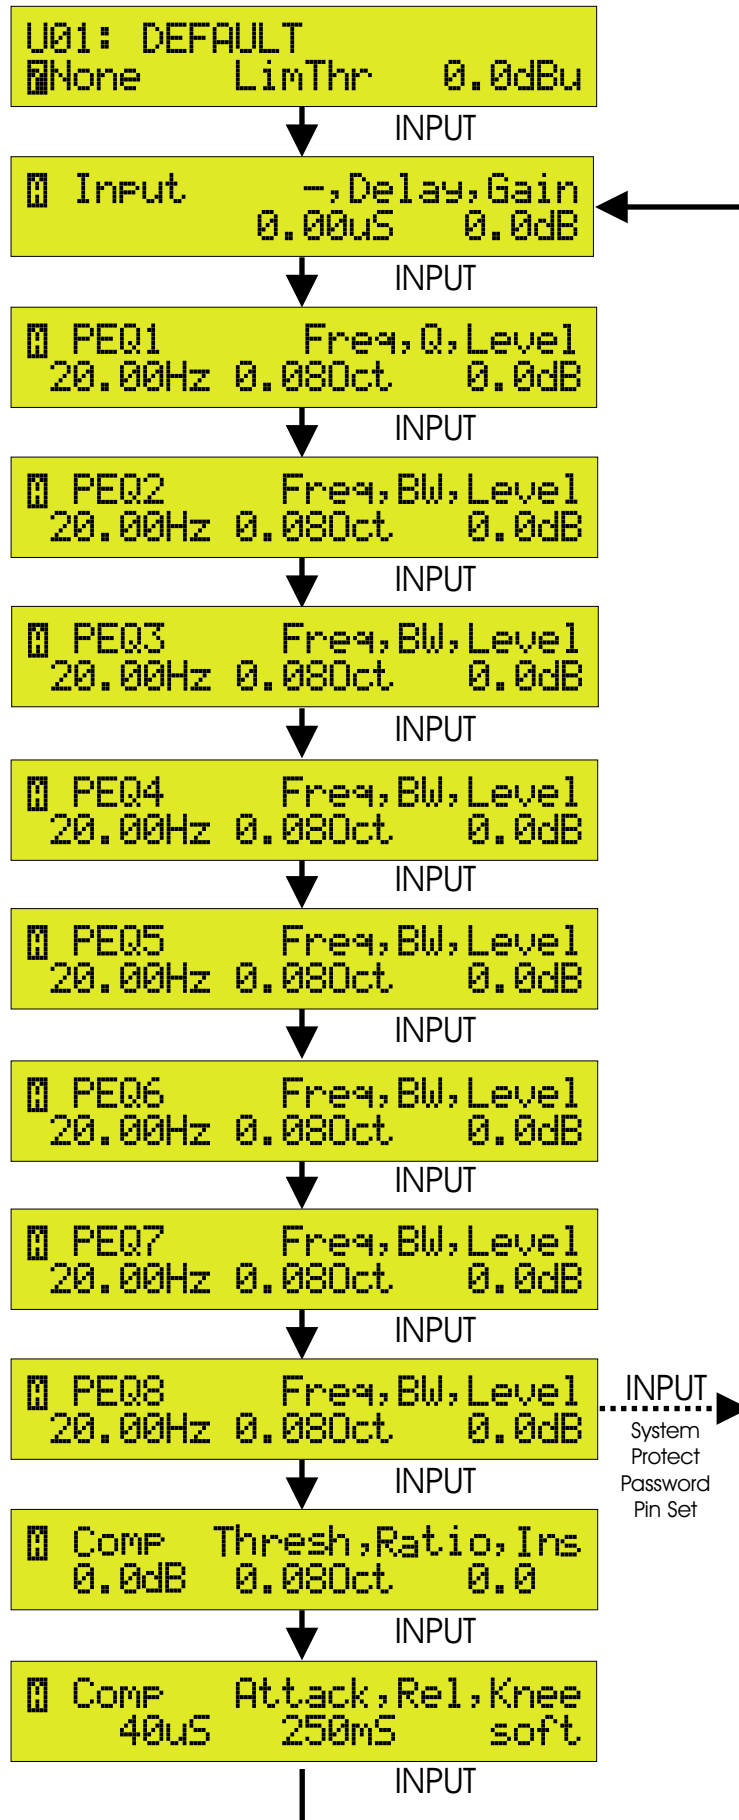 U01: DEFAULT
?None LimThr 0.0dBu
INPUT
A Input -,Delay,Gain
0.00uS 0.0dB
INPUT
A PEQ1 Freq,Q,Level
20.00Hz 0.08Oct 0.0dB
INPUT
A PEQ2 Freq,BW,Level
20.00Hz 0.08Oct 0.0dB
INPUT
A PEQ3 Freq,BW,Level
20.00Hz 0.08Oct 0.0dB
INPUT
A PEQ4 Freq,BW,Level
20.00Hz 0.08Oct 0.0dB
INPUT
A PEQ5 Freq,BW,Level
20.00Hz 0.08Oct 0.0dB
INPUT
A PEQ6 Freq,BW,Level
20.00Hz 0.08Oct 0.0dB
INPUT
A PEQ7 Freq,BW,Level
20.00Hz 0.08Oct 0.0dB
INPUT
A PEQ8 Freq,BW,Level
20.00Hz 0.08Oct 0.0dB
INPUT
System
Protect
Password
Pin Set
INPUT
A Comp Thresh,Ratio,Ins
0.0dB 0.08Oct 0.0
INPUT
A Comp Attack,Rel,Knee
40uS 250mS soft
INPUT